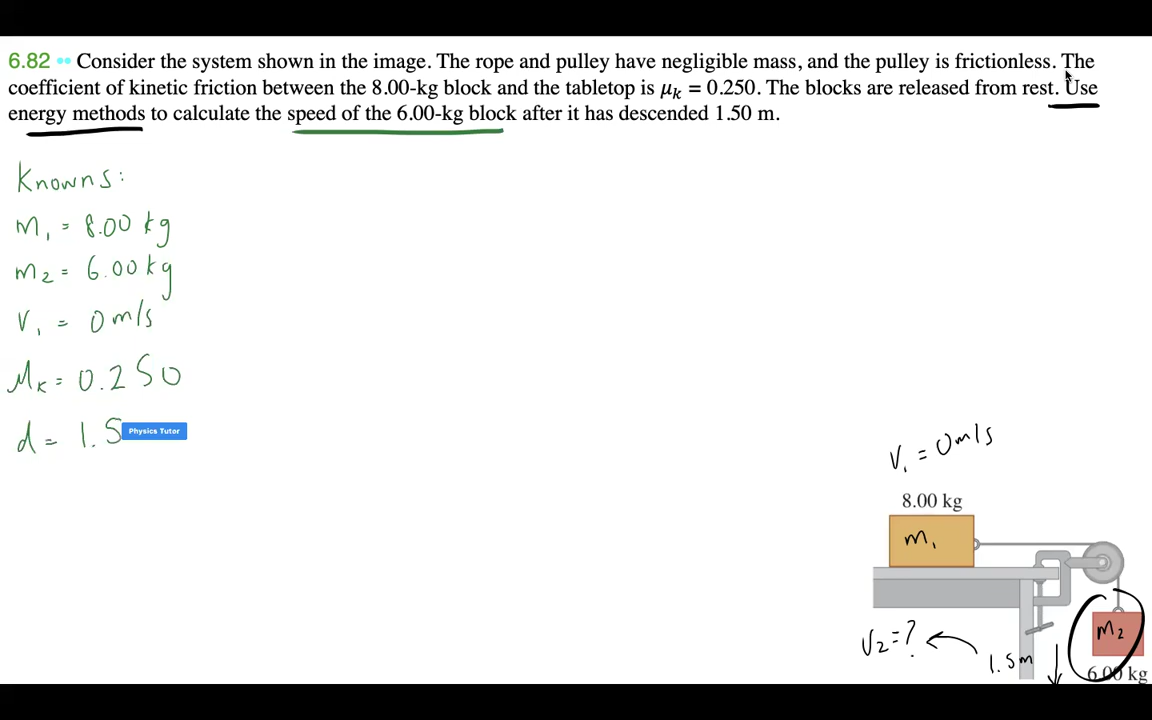 6.82 •• Consider the system shown in the image. The rope and pulley have negligible mass, and the pulley is frictionless. The
coefficient of kinetic friction between the 8.00-kg block and the tabletop is μk = 0.250. The blocks are released from rest. Use
energy methods to calculate the speed of the 6.00-kg block after it has descended 1.50 m.
Knowns:
m₁ = 8.00 kg
m₂ = 6.00 kg
v₁ = 0 m/s
μk = 0.250
d = 1.5
Physics Tutor
v₁ = 0 m/s
8.00 kg
m₁
m₂
v₂ = ?
1.5m
6.00 kg